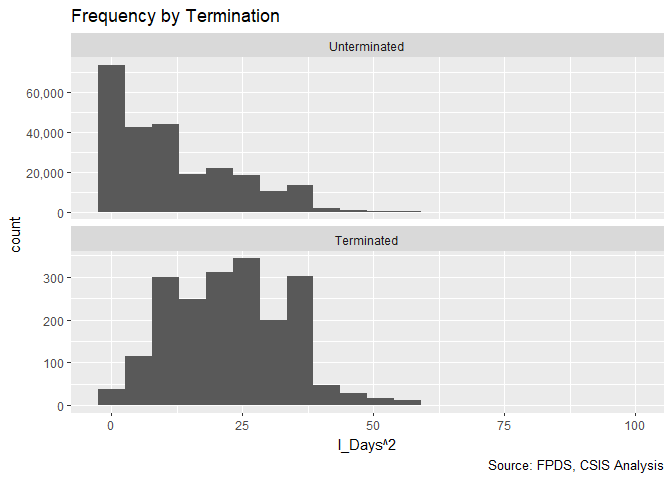 Frequency by Termination
Unterminated
60,000
40,000
20,000
0
count
Terminated
300
200
100
0
0 25 50 75 100
l_Days^2
Source: FPDS, CSIS Analysis